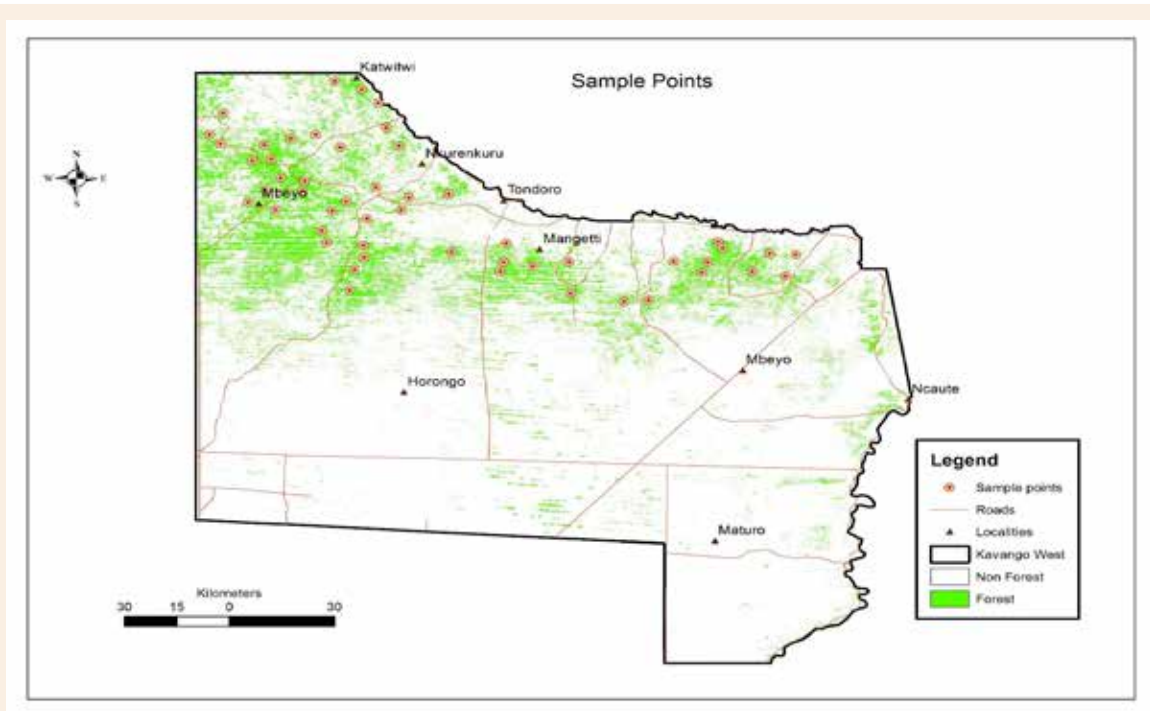 Sample Points
Katwitwi
N
W
E
S
Nkurenkuru
Mbeyo
Tondoro
Mangetti
Mbeyo
Horongo
Ncaute
Maturo
Legend
Sample points
Roads
Localities
Kavango West
Non Forest
Forest
Kilometers
30 15 0 30